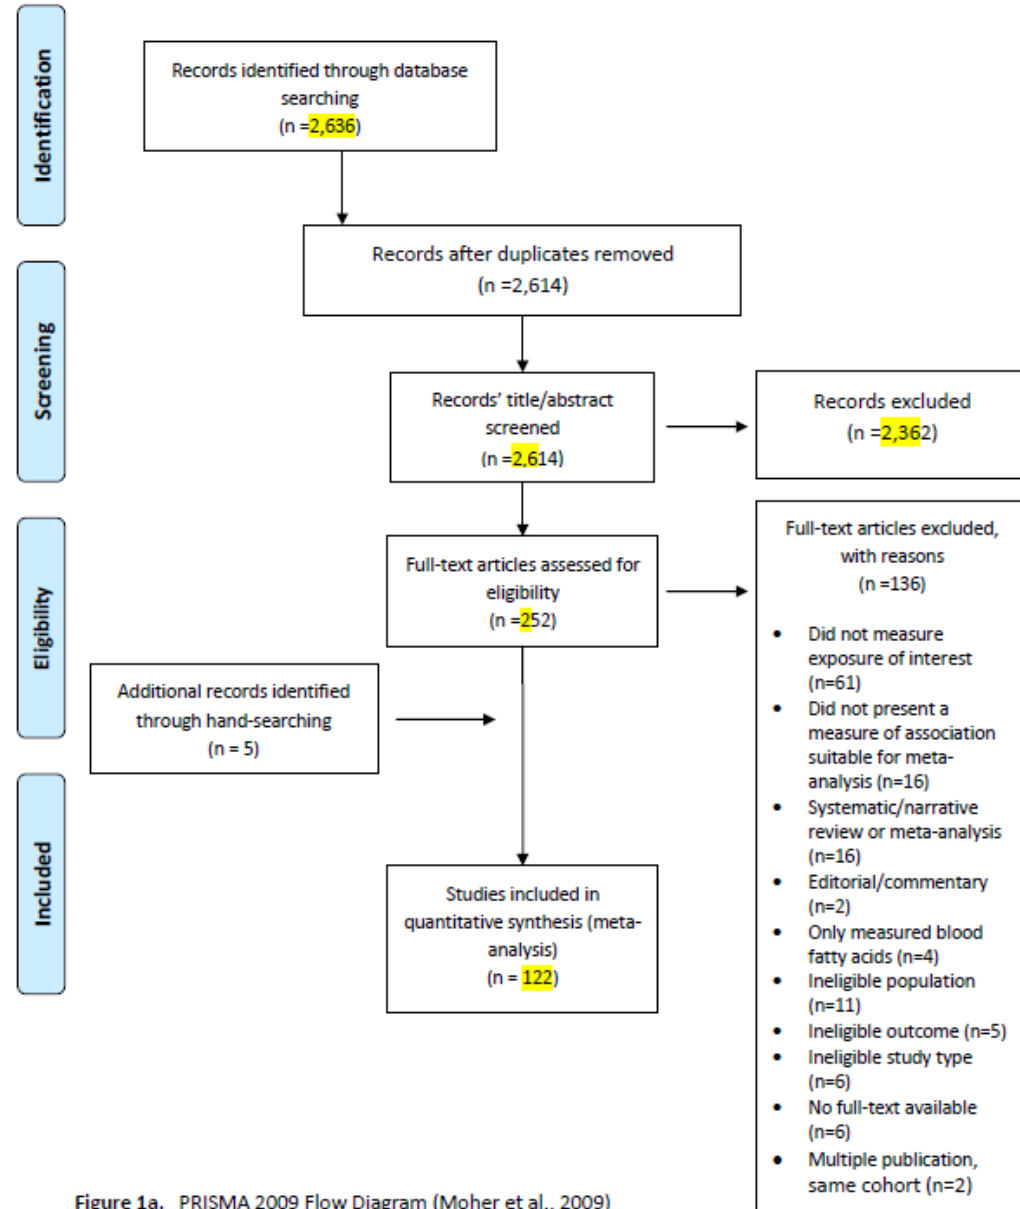 Identification
Records identified through database
searching
(n =2,636)
Records after duplicates removed
(n =2,614)
Screening
Records’ title/abstract
screened
(n =2,614)
Records excluded
(n =2,362)
Eligibility
Full-text articles assessed for
eligibility
(n =252)
Full-text articles excluded,
with reasons
(n =136)
• Did not measure
exposure of interest
(n=61)
• Did not present a
measure of association
suitable for meta-
analysis (n=16)
• Systematic/narrative
review or meta-analysis
(n=16)
• Editorial/commentary
(n=2)
• Only measured blood
fatty acids (n=4)
• Ineligible population
(n=11)
• Ineligible outcome (n=5)
• Ineligible study type
(n=6)
• No full-text available
(n=6)
• Multiple publication,
same cohort (n=2)
Additional records identified
through hand-searching
(n = 5)
Included
Studies included in
quantitative synthesis (meta-
analysis)
(n = 122)
Figure 1a. PRISMA 2009 Flow Diagram (Moher et al., 2009)